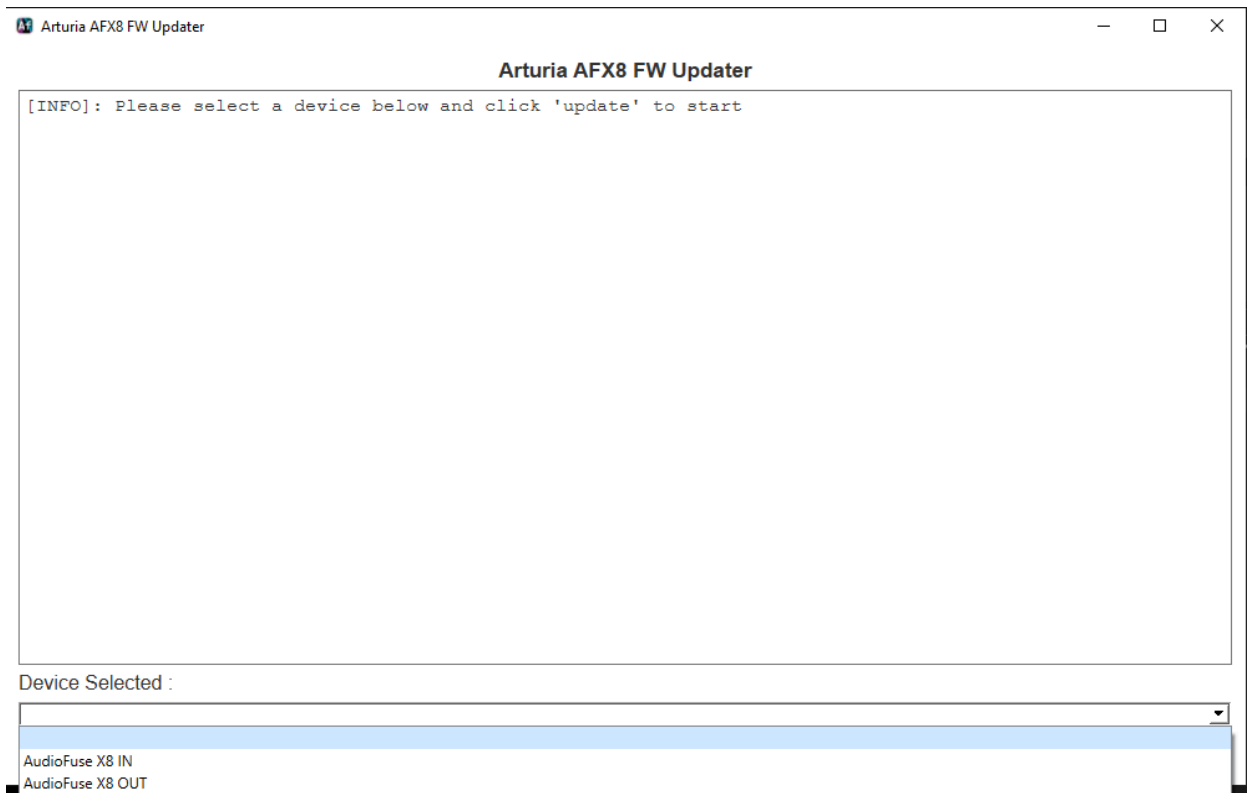 Arturia AFX8 FW Updater
Arturia AFX8 FW Updater
[INFO]: Please select a device below and click 'update' to start
Device Selected :
AudioFuse X8 IN
AudioFuse X8 OUT